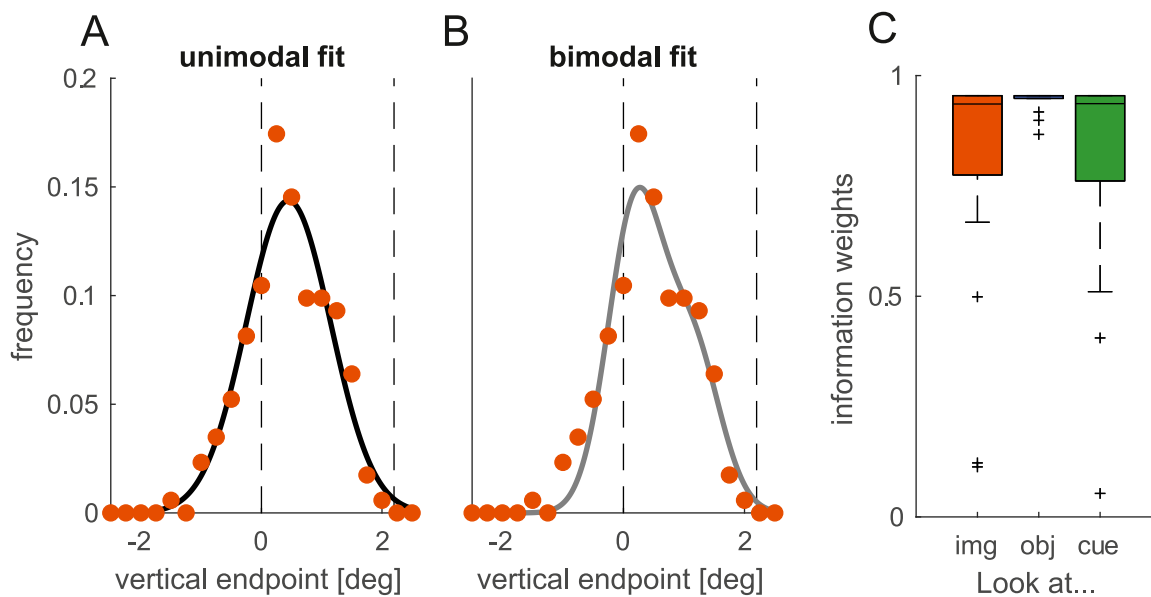 A
unimodal fit
0.2
0.15
0.1
0.05
0
frequency
-2
0
2
vertical endpoint [deg]
B
bimodal fit
-2
0
2
vertical endpoint [deg]
C
1
0.5
0
information weights
img obj cue
Look at...